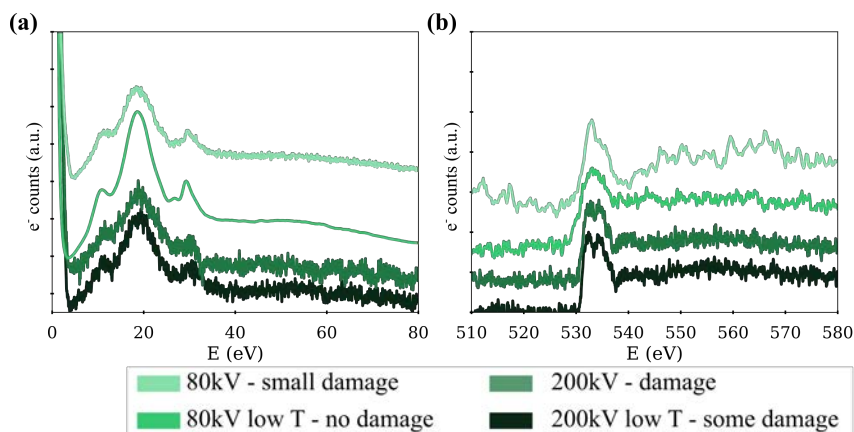 (a)
(b)
e⁻ counts (a.u.)
0 20 40 60 80
E (eV)
e⁻ counts (a.u.)
510 520 530 540 550 560 570 580
E (eV)
80kV - small damage
200kV - damage
80kV low T - no damage
200kV low T - some damage